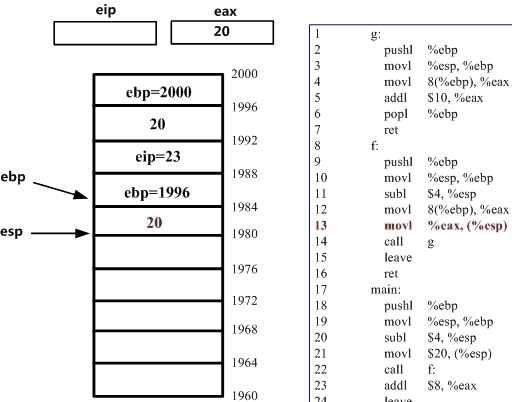 eip eax
20
2000
ebp=2000
1996
20
1992
eip=23
1988
ebp
ebp=1996
1984
esp
20
1980
1976
1972
1968
1964
1960
1 g:
2 pushl %ebp
3 movl %esp, %ebp
4 movl 8(%ebp), %eax
5 addl $10, %eax
6 popl %ebp
7 ret
8 f:
9 pushl %ebp
10 movl %esp, %ebp
11 subl $4, %esp
12 movl 8(%ebp), %eax
13 movl %eax, (%esp)
14 call g
15 leave
16 ret
17 main:
18 pushl %ebp
19 movl %esp, %ebp
20 subl $4, %esp
21 movl $20, (%esp)
22 call f:
23 addl $8, %eax
24 leave